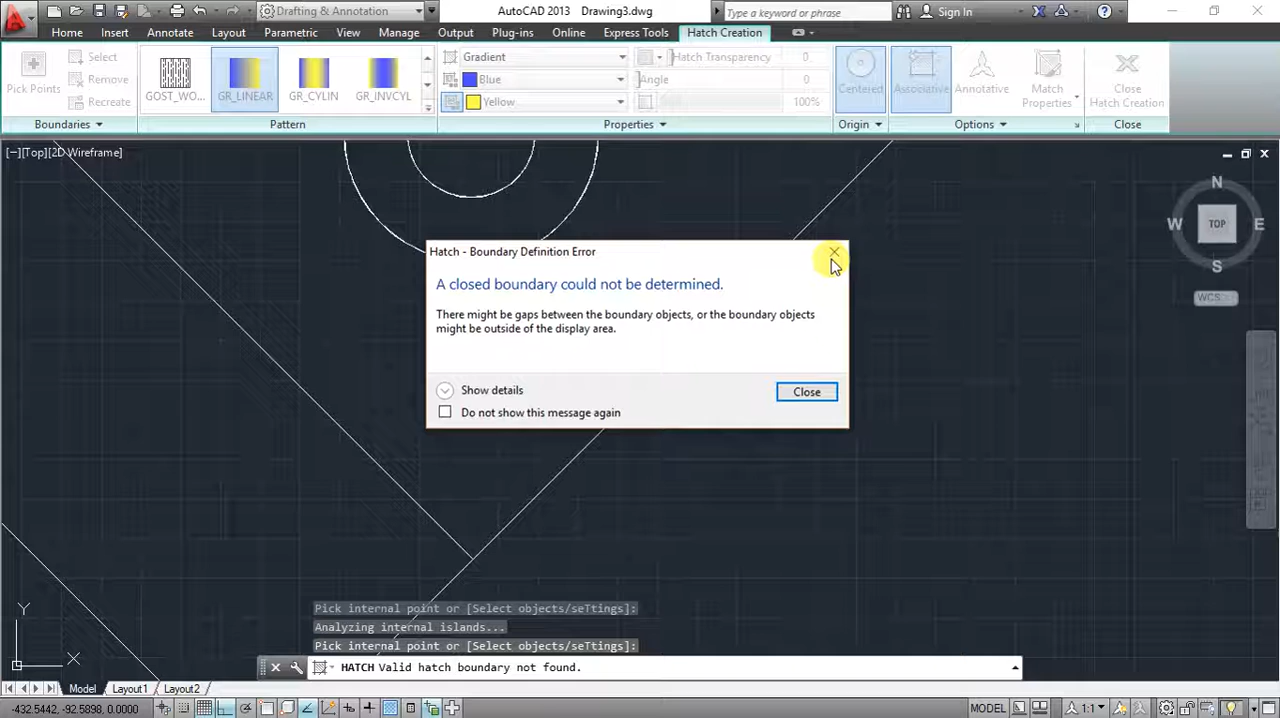 Drafting & Annotation
AutoCAD 2013 Drawing3.dwg
Type a keyword or phrase
Sign In
Home Insert Annotate Layout Parametric View Manage Output Plug-ins Online Express Tools Hatch Creation
Pick Points
Select
Remove
Recreate
Boundaries
GOST_WO...
GR_LINEAR
GR_CYLIN
GR_INVCYL
Pattern
Gradient
Blue
Yellow
Hatch Transparency 0
Angle 0
100%
Properties
Centered
Origin
Associative
Annotative
Match
Properties
Options
Close
Hatch Creation
Close
[−][Top][2D Wireframe]
N
W TOP E
S
WCS
Hatch - Boundary Definition Error
A closed boundary could not be determined.
There might be gaps between the boundary objects, or the boundary objects
might be outside of the display area.
Show details
Close
Do not show this message again
Y
X
Pick internal point or [Select objects/seTtings]:
Analyzing internal islands...
Pick internal point or [Select objects/seTtings]:
HATCH Valid hatch boundary not found.
Model Layout1 Layout2
-432.5442, -92.5898, 0.0000
MODEL
1:1